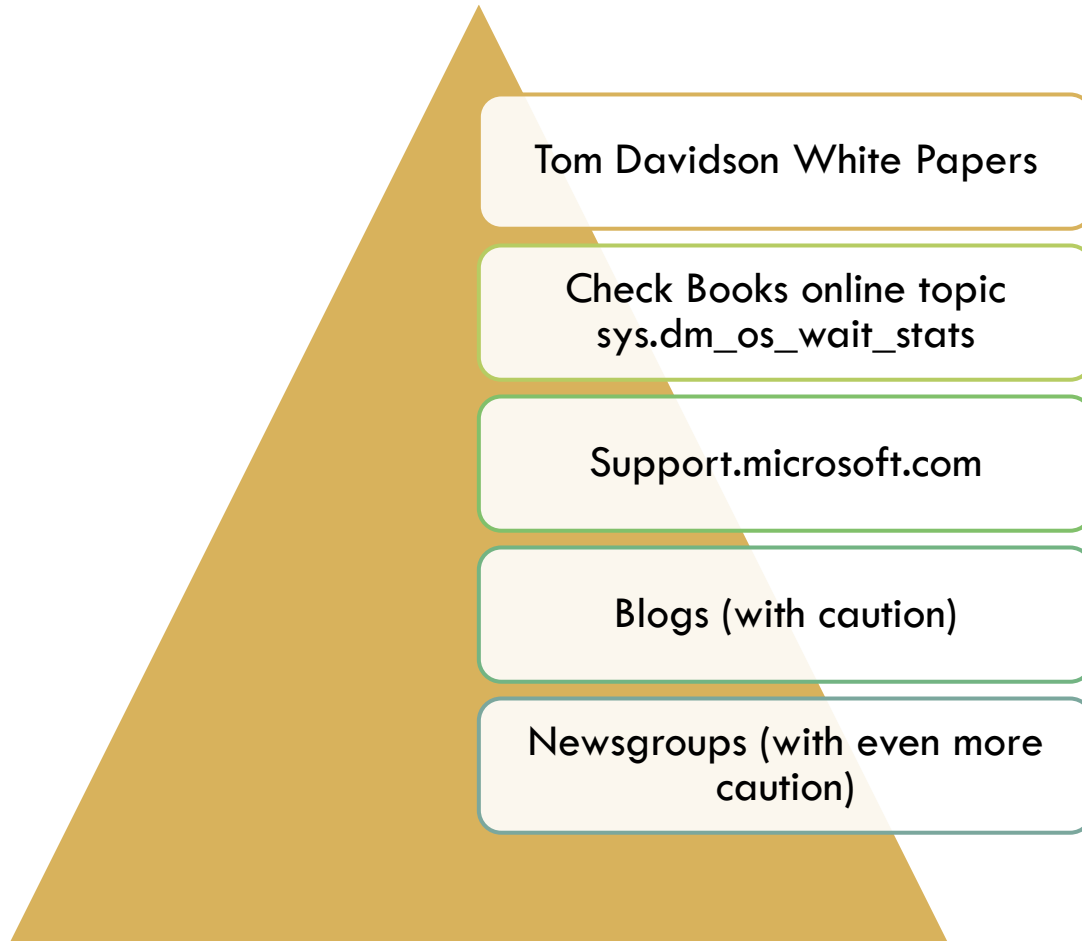 Tom Davidson White Papers
Check Books online topic
sys.dm_os_wait_stats
Support.microsoft.com
Blogs (with caution)
Newsgroups (with even more
caution)